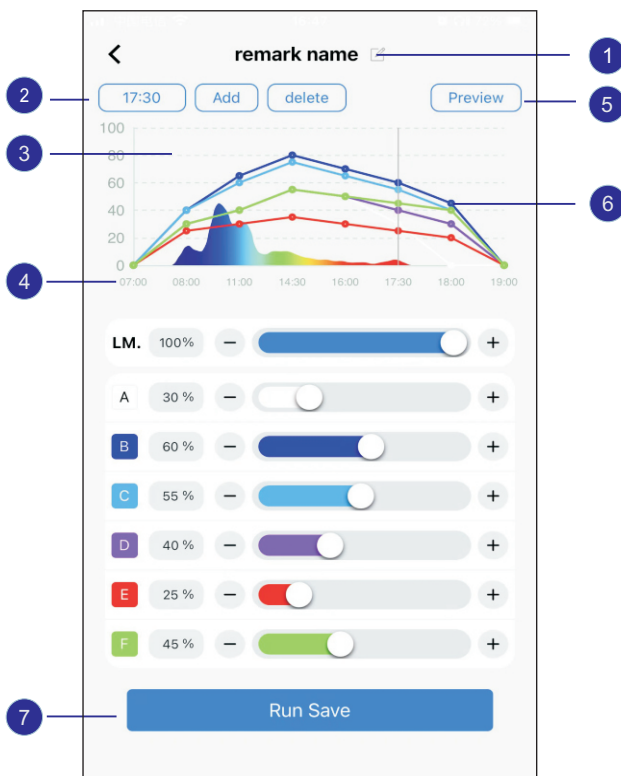 remark name
1
2
17:30 Add delete Preview
5
100
3
80
60
40
6
20
0
4
07:00 08:00 11:00 14:30 16:00 17:30 18:00 19:00
LM. 100% − +
A 30 % − +
B 60 % − +
C 55 % − +
D 40 % − +
E 25 % − +
F 45 % − +
7
Run Save